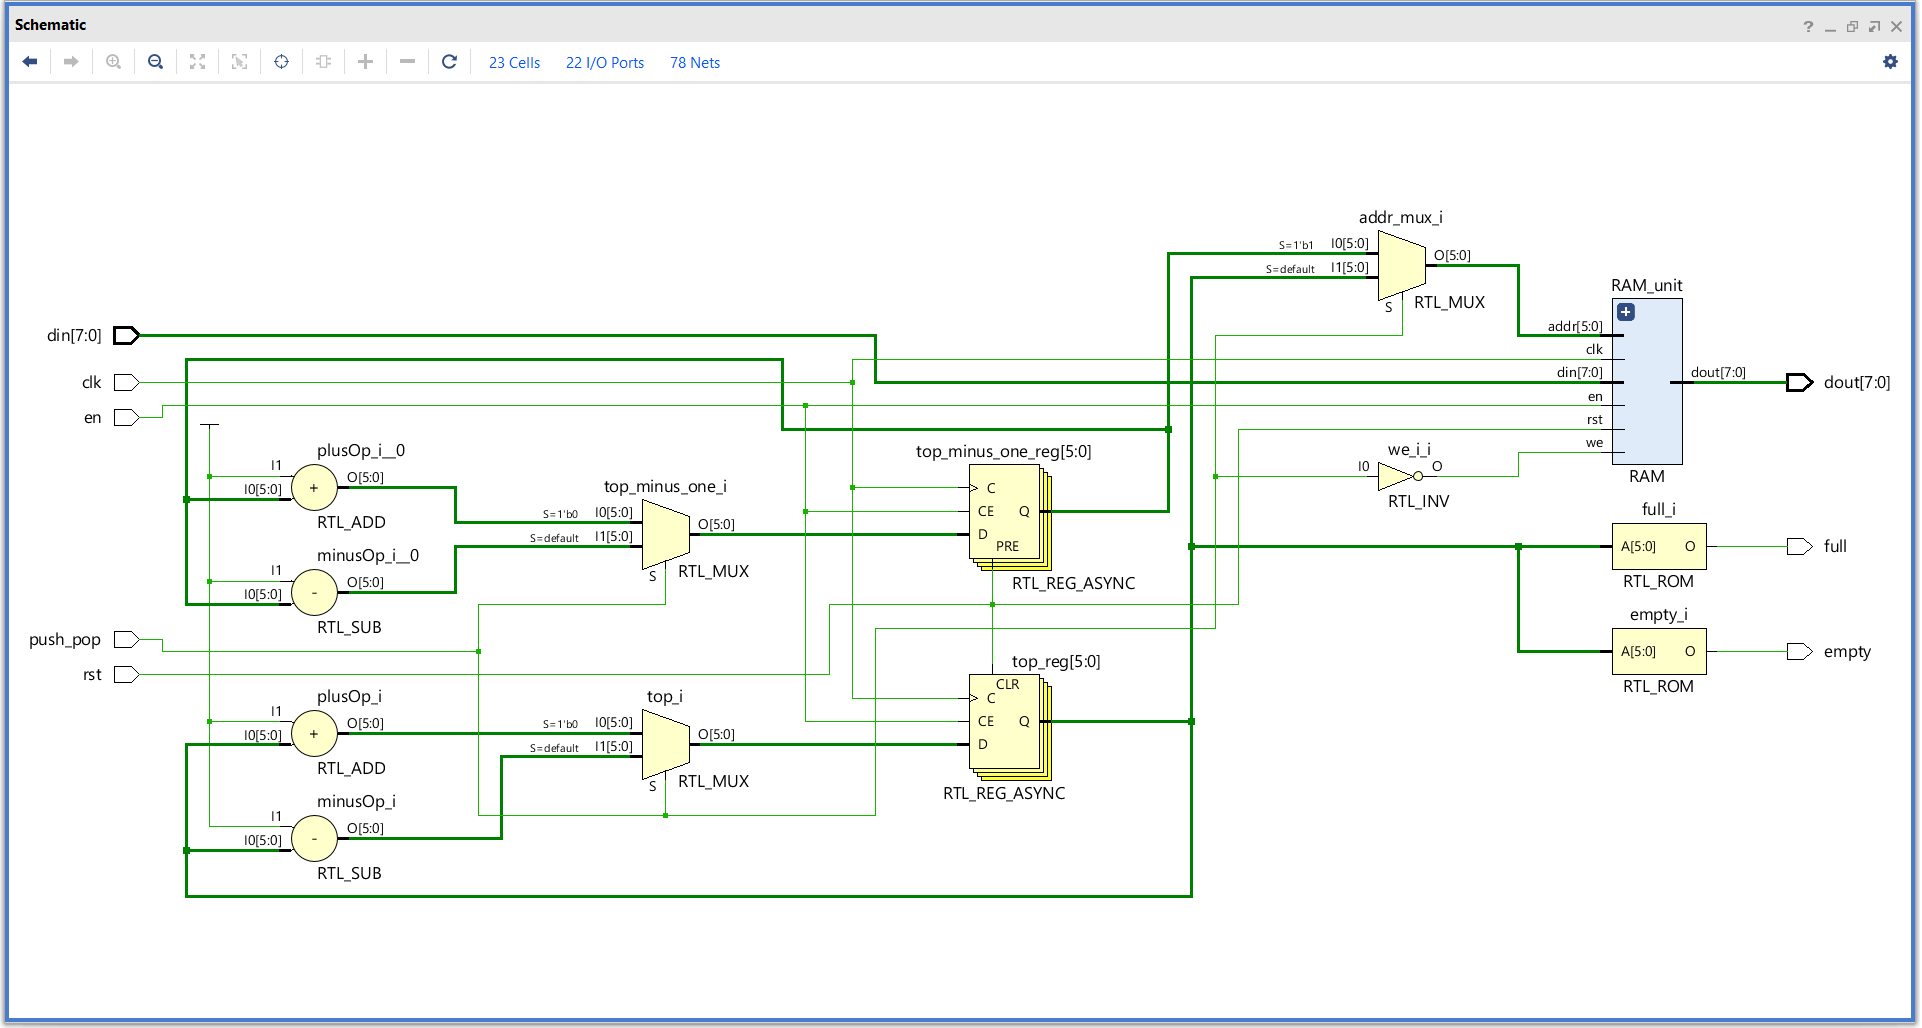 Schematic
23 Cells 22 I/O Ports 78 Nets
addr_mux_i
S=1'b1 I0[5:0] O[5:0]
S=default I1[5:0]
S RTL_MUX
RAM_unit
addr[5:0]
clk
din[7:0] dout[7:0]
en
rst
we
RAM
din[7:0]
clk
en
dout[7:0]
plusOp_i__0
I1
I0[5:0] + O[5:0]
RTL_ADD
minusOp_i__0
I1
I0[5:0] - O[5:0]
RTL_SUB
top_minus_one_i
S=1'b0 I0[5:0] O[5:0]
S=default I1[5:0]
S RTL_MUX
top_minus_one_reg[5:0]
C
CE Q
D
PRE
RTL_REG_ASYNC
we_i_i
I0 O
RTL_INV
full_i
A[5:0] O full
RTL_ROM
empty_i
A[5:0] O empty
RTL_ROM
push_pop
rst
plusOp_i
I1
I0[5:0] + O[5:0]
RTL_ADD
minusOp_i
I1
I0[5:0] - O[5:0]
RTL_SUB
top_i
S=1'b0 I0[5:0] O[5:0]
S=default I1[5:0]
S RTL_MUX
top_reg[5:0]
CLR
C
CE Q
D
RTL_REG_ASYNC